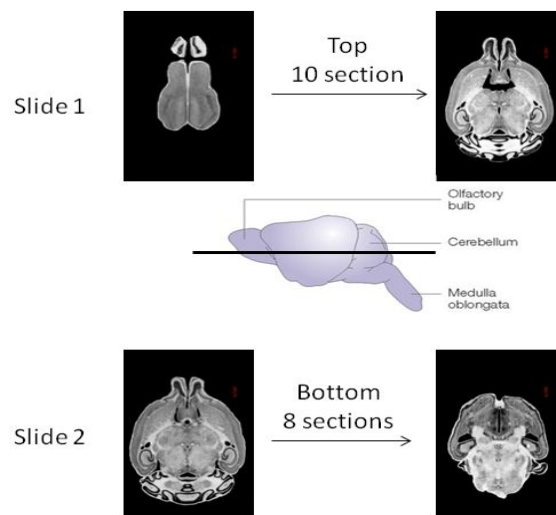 Top
10 section
Slide 1
Olfactory
bulb
Cerebellum
Medulla
oblongata
Bottom
8 sections
Slide 2